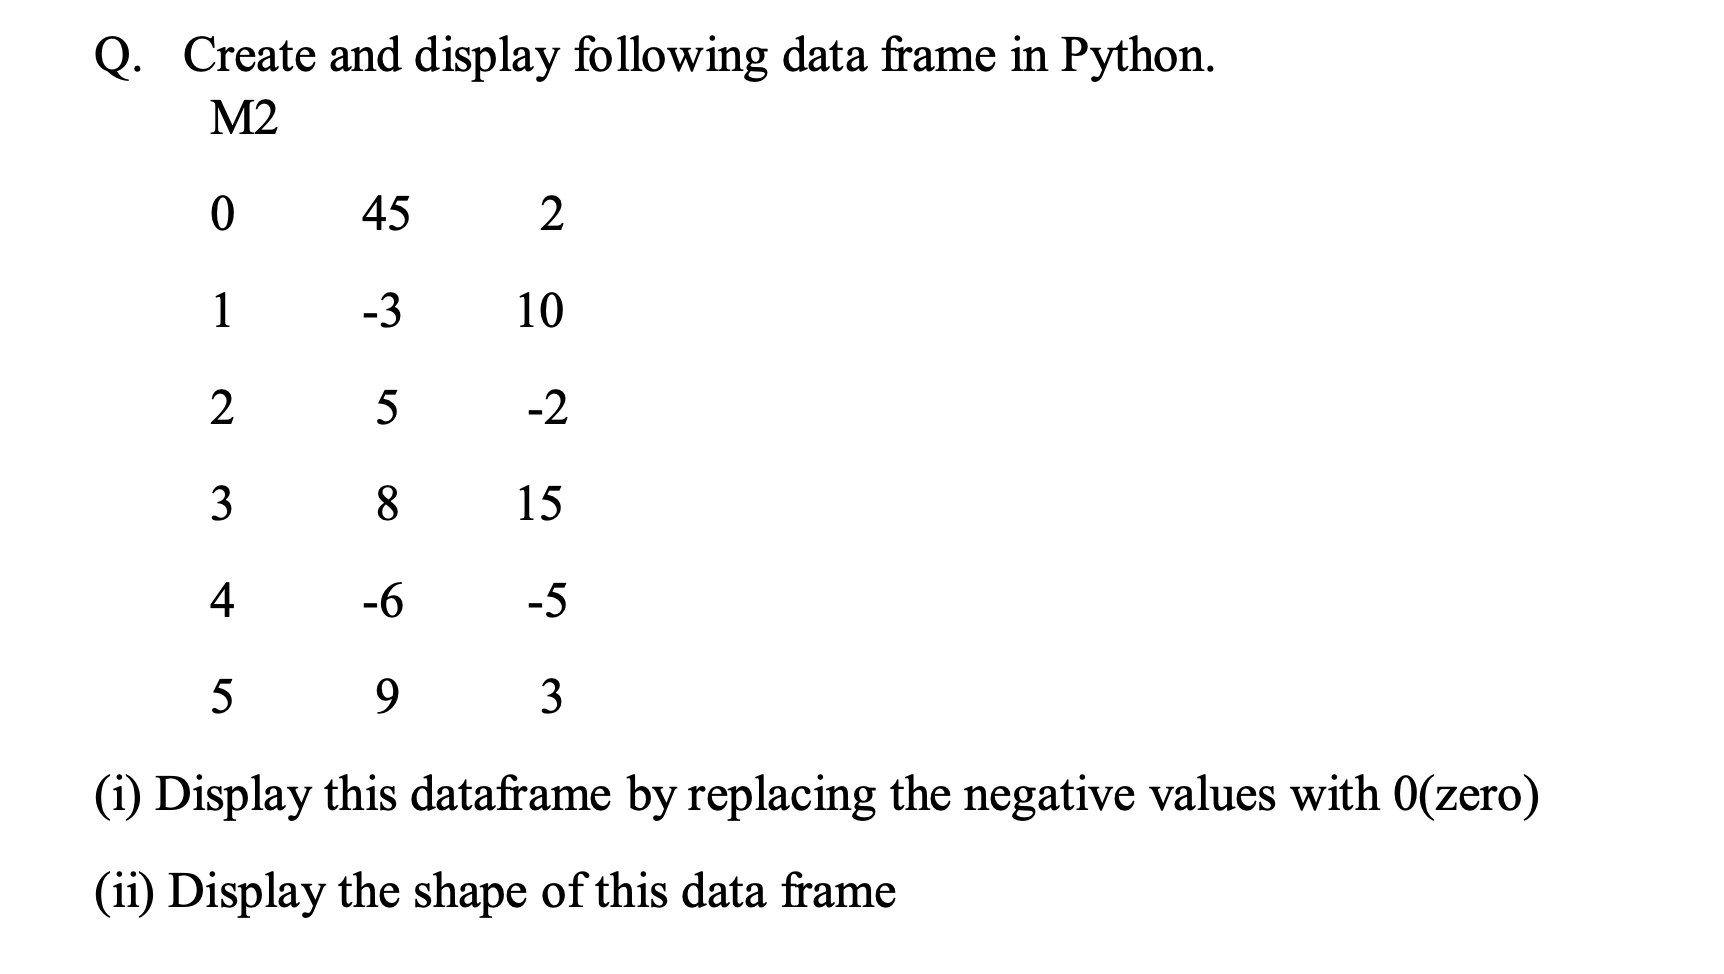 Q. Create and display following data frame in Python.
M2
0 45 2
1 -3 10
2 5 -2
3 8 15
4 -6 -5
5 9 3
(i) Display this dataframe by replacing the negative values with 0(zero)
(ii) Display the shape of this data frame